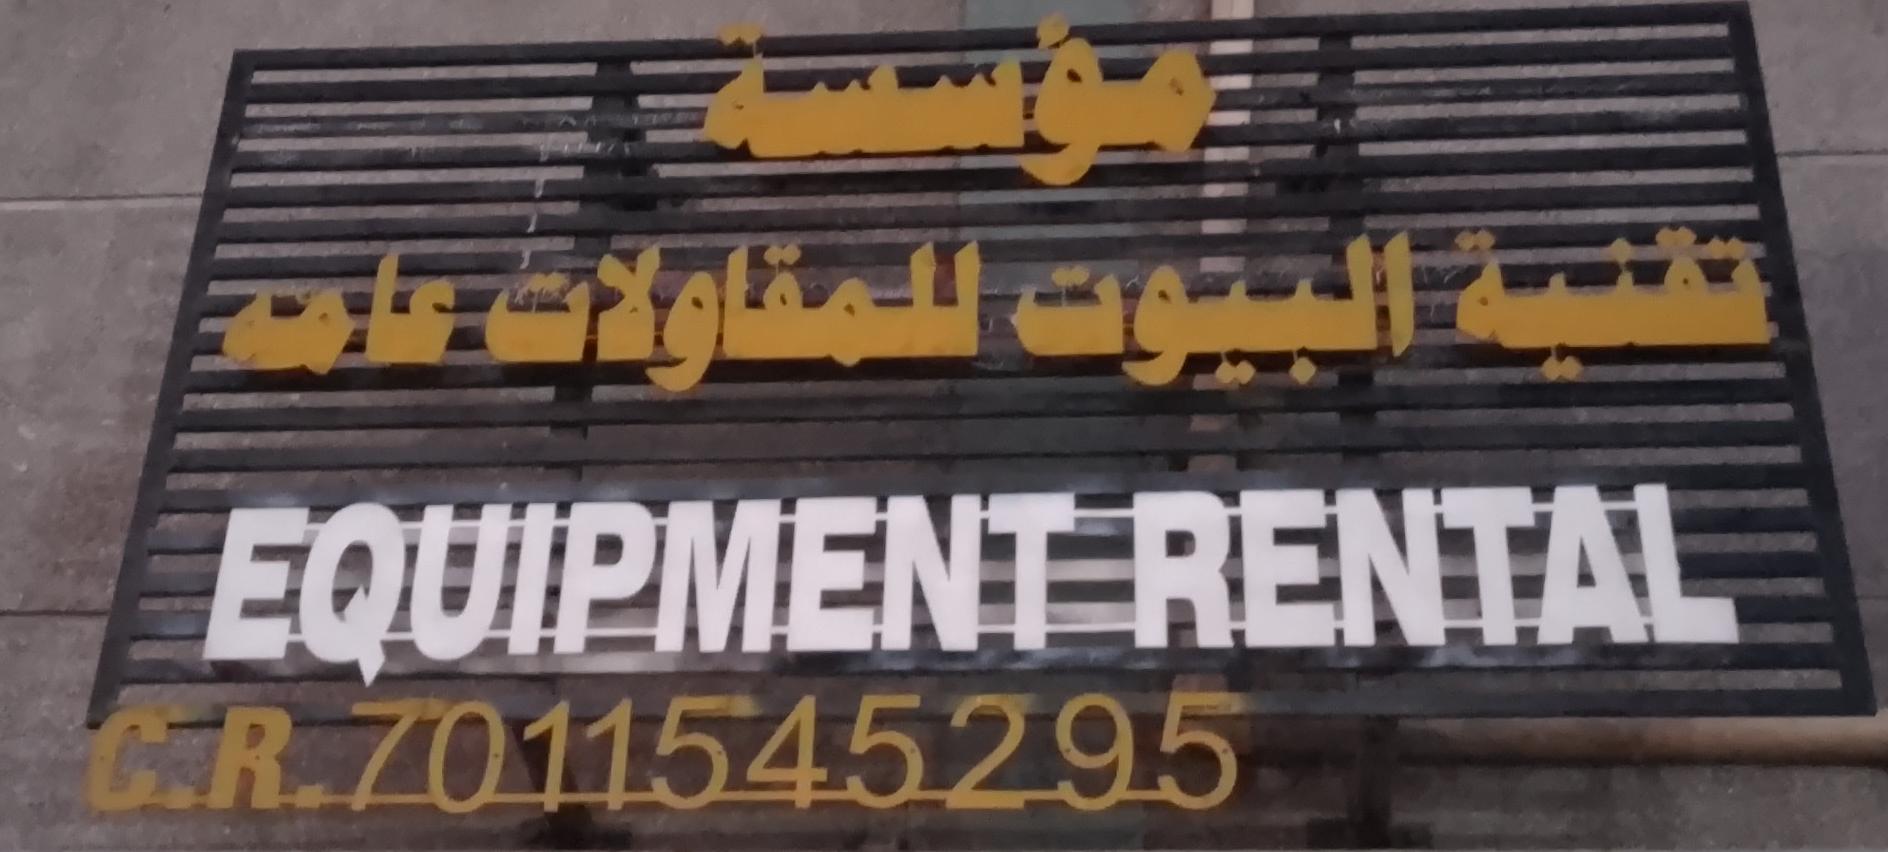 مؤسسة
تقنية البيوت للمقاولات عامه
EQUIPMENT RENTAL
C.R.7011545295